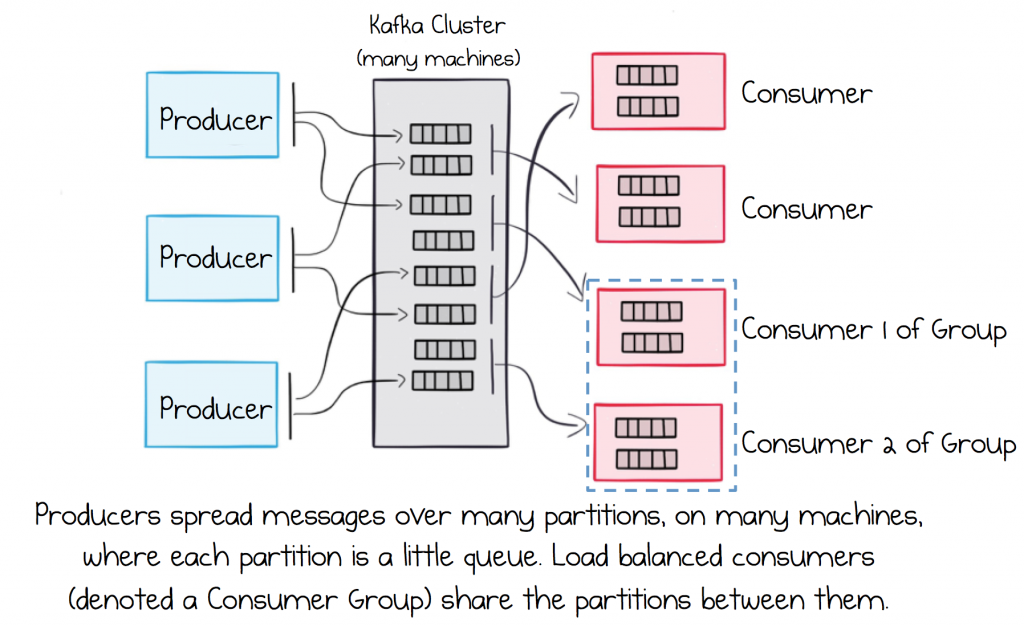 Kafka Cluster
(many machines)
Producer
Producer
Producer
Consumer
Consumer
Consumer 1 of Group
Consumer 2 of Group
Producers spread messages over many partitions, on many machines,
where each partition is a little queue. Load balanced consumers
(denoted a Consumer Group) share the partitions between them.